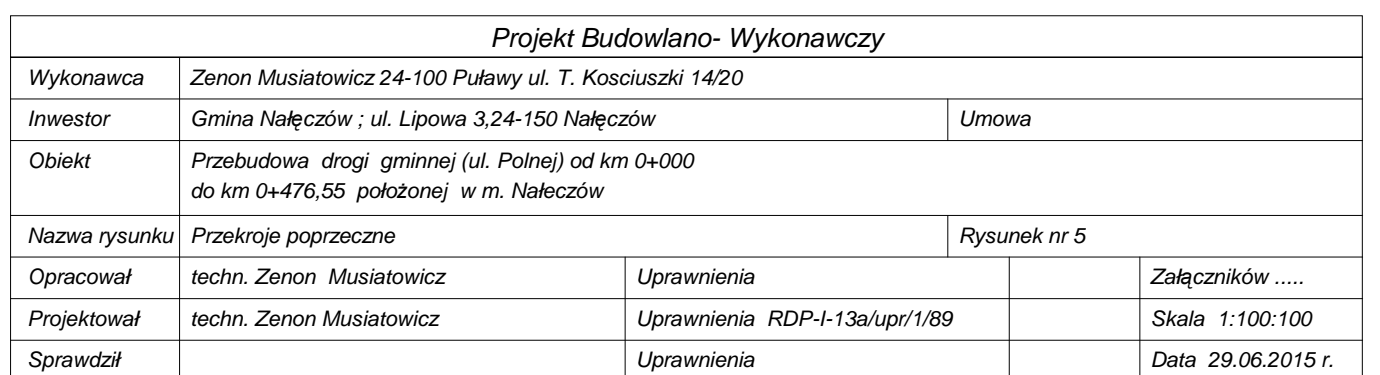 Projekt Budowlano- Wykonawczy
Wykonawca Zenon Musiatowicz 24-100 Puławy ul. T. Kosciuszki 14/20
Inwestor Gmina Nałęczów ; ul. Lipowa 3,24-150 Nałęczów Umowa
Obiekt Przebudowa drogi gminnej (ul. Polnej) od km 0+000
do km 0+476,55 położonej w m. Nałeczów
Nazwa rysunku Przekroje poprzeczne Rysunek nr 5
Opracował techn. Zenon Musiatowicz Uprawnienia Załączników .....
Projektował techn. Zenon Musiatowicz Uprawnienia RDP-I-13a/upr/1/89 Skala 1:100:100
Sprawdził Uprawnienia Data 29.06.2015 r.